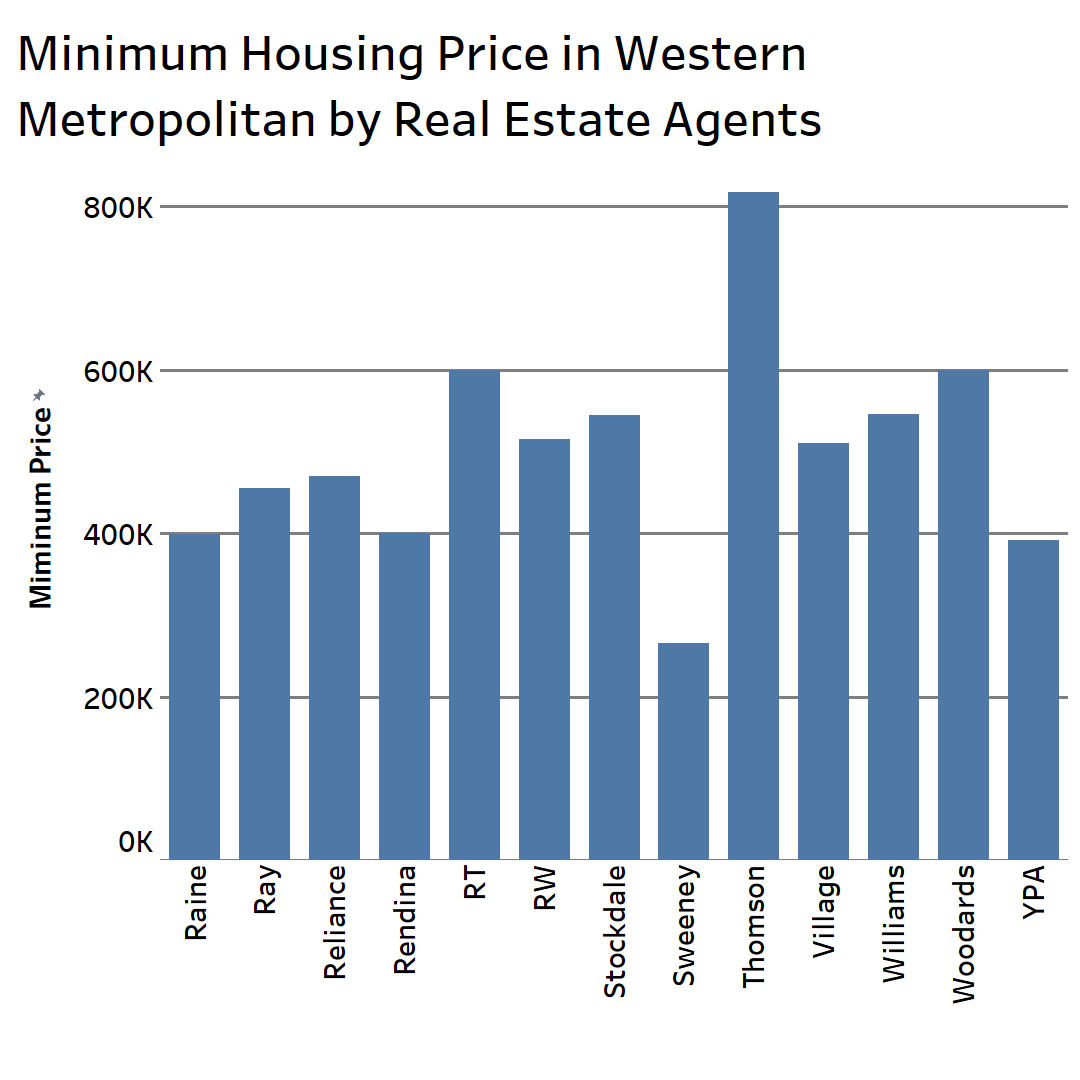 Minimum Housing Price in Western
Metropolitan by Real Estate Agents
800K
600K
400K
200K
0K
Miminum Price
Raine
Ray
Reliance
Rendina
RT
RW
Stockdale
Sweeney
Thomson
Village
Williams
Woodards
YPA